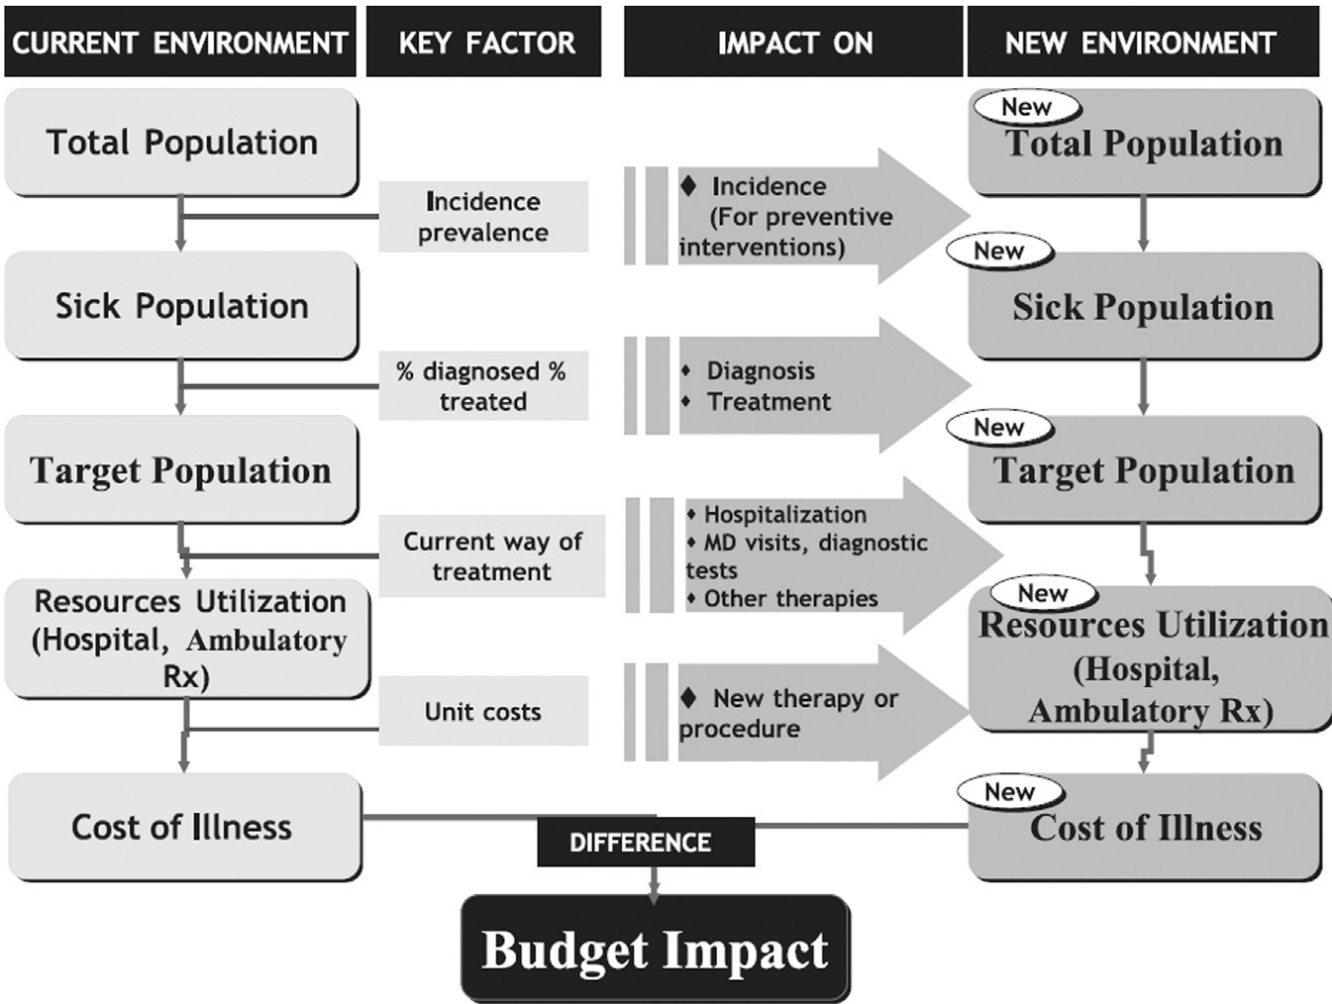 CURRENT ENVIRONMENT
KEY FACTOR
IMPACT ON
NEW ENVIRONMENT
Total Population
Incidence
prevalence
♦ Incidence
(For preventive
interventions)
New
Total Population
Sick Population
% diagnosed %
treated
♦ Diagnosis
♦ Treatment
New
Sick Population
Target Population
Current way of
treatment
♦ Hospitalization
♦ MD visits, diagnostic
tests
♦ Other therapies
New
Target Population
Resources Utilization
(Hospital, Ambulatory
Rx)
Unit costs
♦ New therapy or
procedure
New
Resources Utilization
(Hospital,
Ambulatory Rx)
Cost of Illness
New
Cost of Illness
DIFFERENCE
Budget Impact